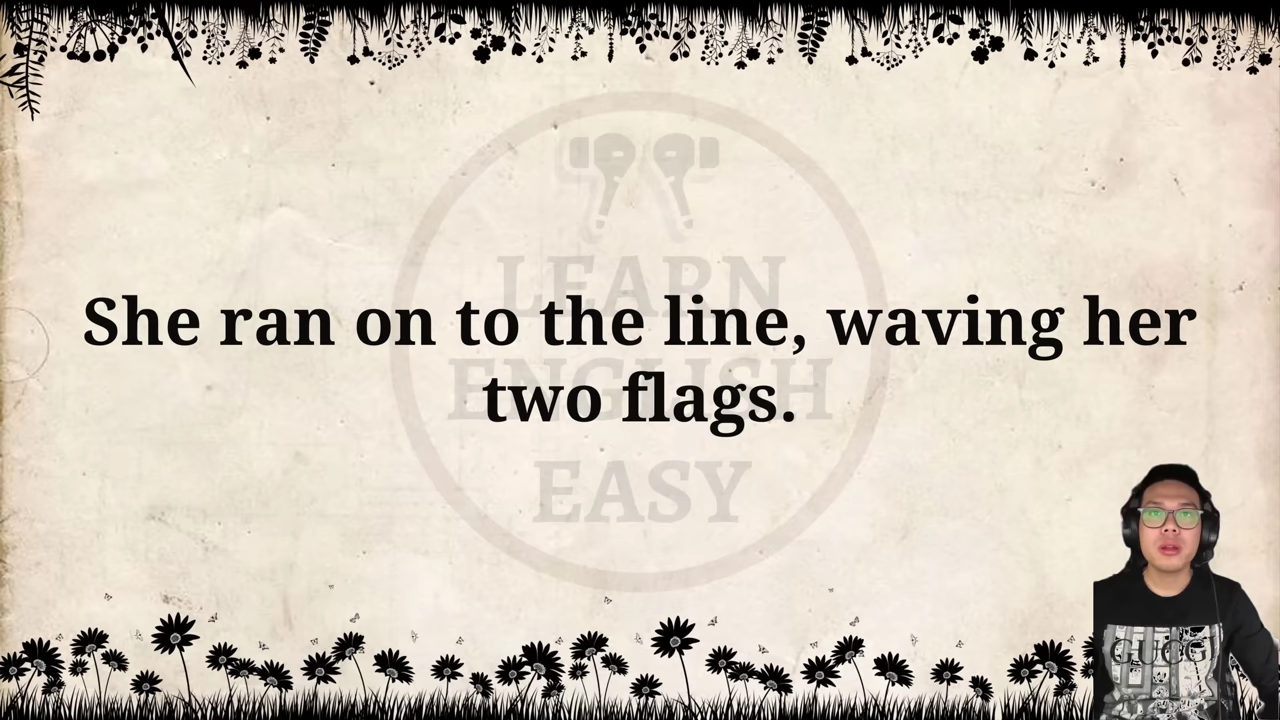 LEARN
She ran on to the line, waving her
ENGLISH
two flags.
EASY
GUCCI